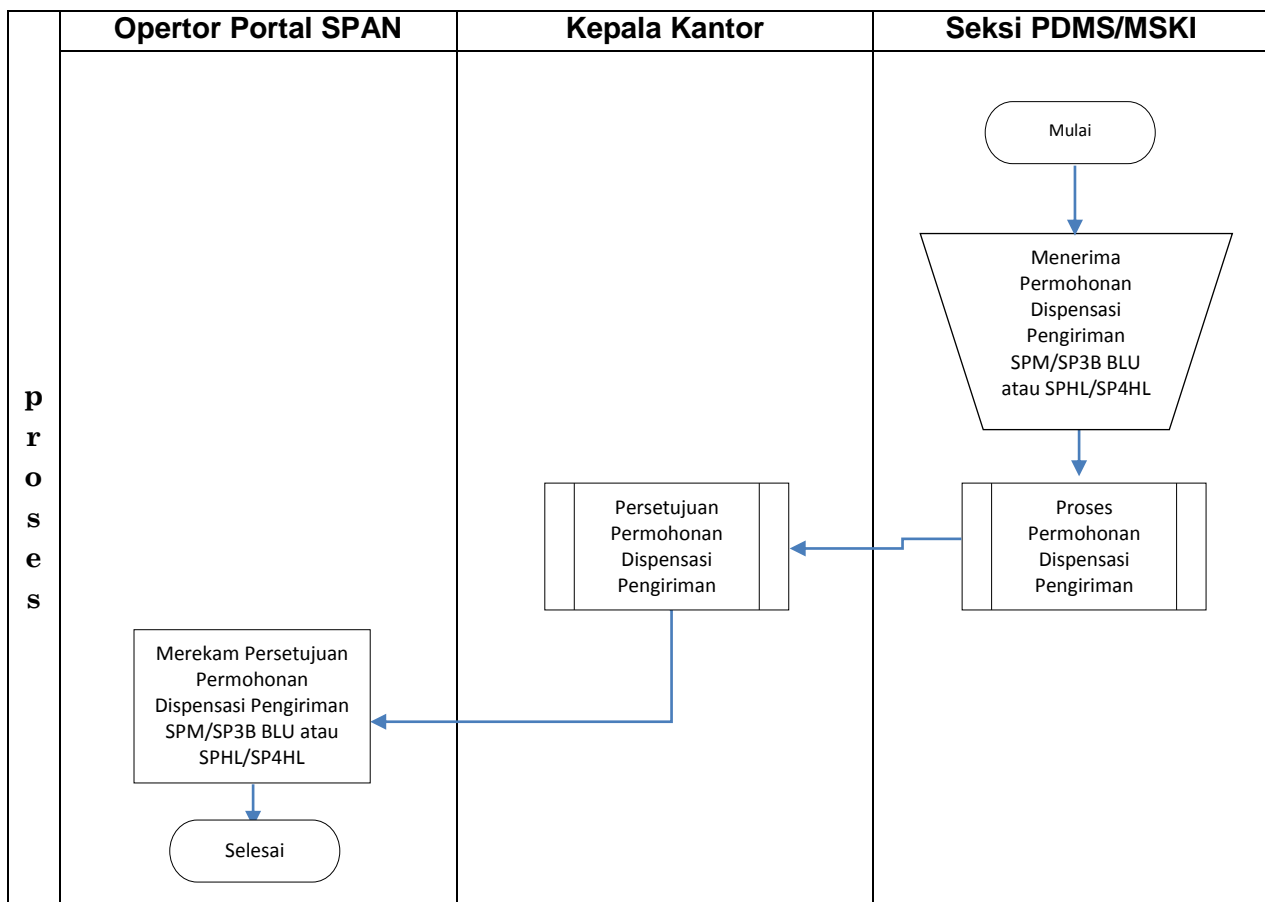 Opertor Portal SPAN
Kepala Kantor
Seksi PDMS/MSKI
p
r
o
s
e
s
Mulai
Menerima
Permohonan
Dispensasi
Pengiriman
SPM/SP3B BLU
atau SPHL/SP4HL
Proses
Permohonan
Dispensasi
Pengiriman
Persetujuan
Permohonan
Dispensasi
Pengiriman
Merekam Persetujuan
Permohonan
Dispensasi Pengiriman
SPM/SP3B BLU atau
SPHL/SP4HL
Selesai